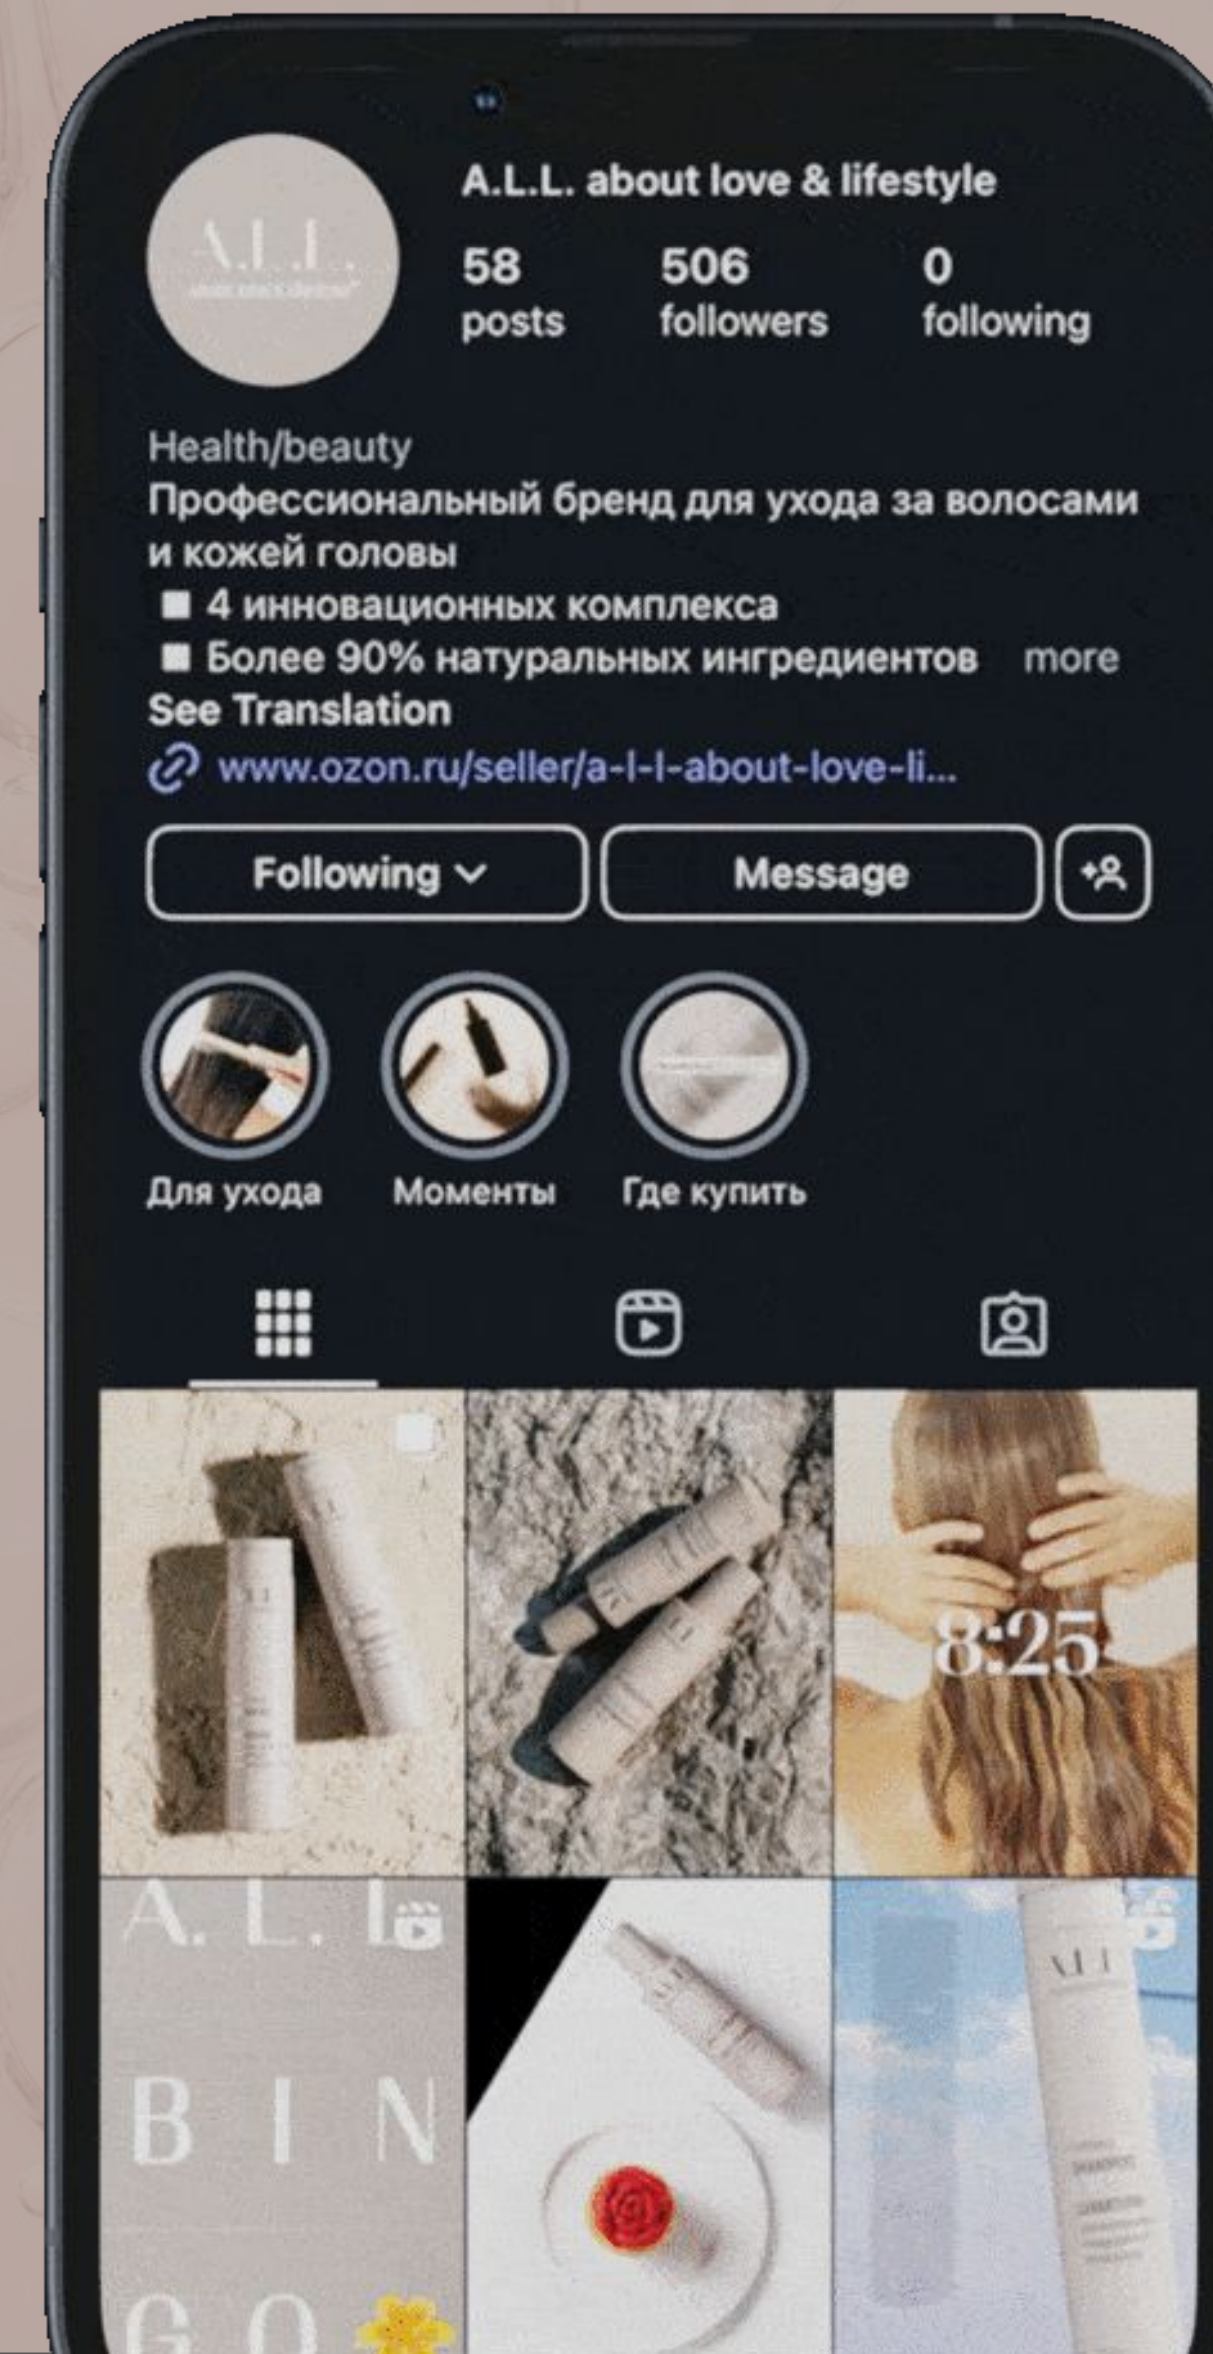 A.L.L.
A.L.L. about love & lifestyle
58 506 0
posts followers following
Health/beauty
Профессиональный бренд для ухода за волосами
и кожей головы
4 инновационных комплекса
Более 90% натуральных ингредиентов more
See Translation
www.ozon.ru/seller/a-l-l-about-love-li...
Following Message
Для ухода Моменты Где купить
8:25
A. L. L
B I N
G O
A.L.L
SHAMPOO